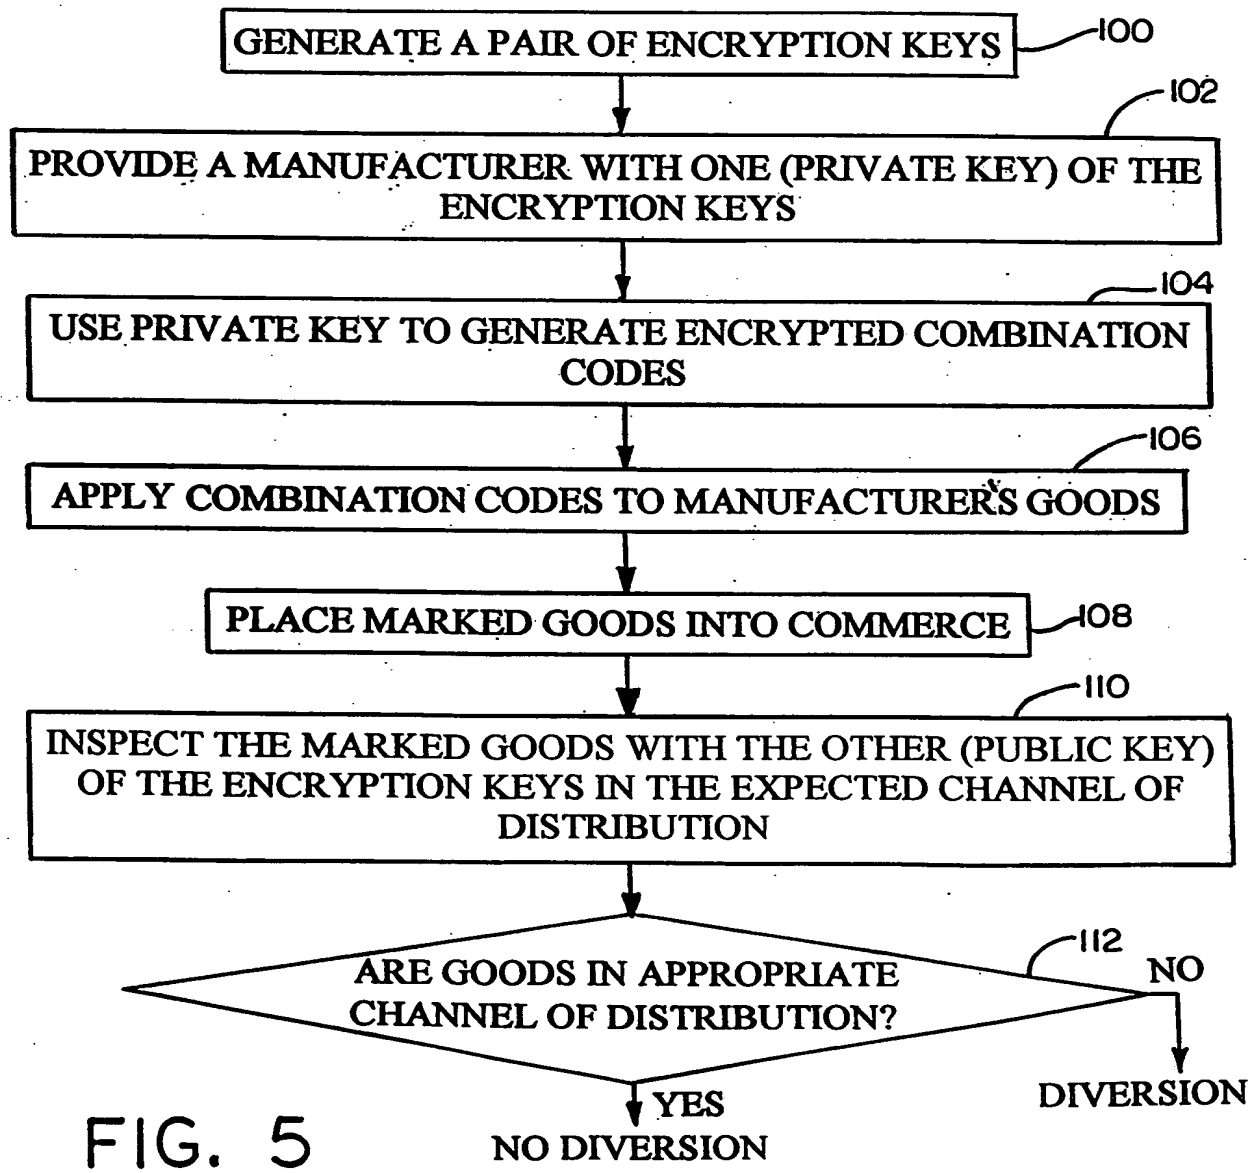 GENERATE A PAIR OF ENCRYPTION KEYS
100
102
PROVIDE A MANUFACTURER WITH ONE (PRIVATE KEY) OF THE
ENCRYPTION KEYS
104
USE PRIVATE KEY TO GENERATE ENCRYPTED COMBINATION
CODES
106
APPLY COMBINATION CODES TO MANUFACTURER'S GOODS
PLACE MARKED GOODS INTO COMMERCE
108
110
INSPECT THE MARKED GOODS WITH THE OTHER (PUBLIC KEY)
OF THE ENCRYPTION KEYS IN THE EXPECTED CHANNEL OF
DISTRIBUTION
112
ARE GOODS IN APPROPRIATE
CHANNEL OF DISTRIBUTION?
NO
DIVERSION
YES
NO DIVERSION
FIG. 5